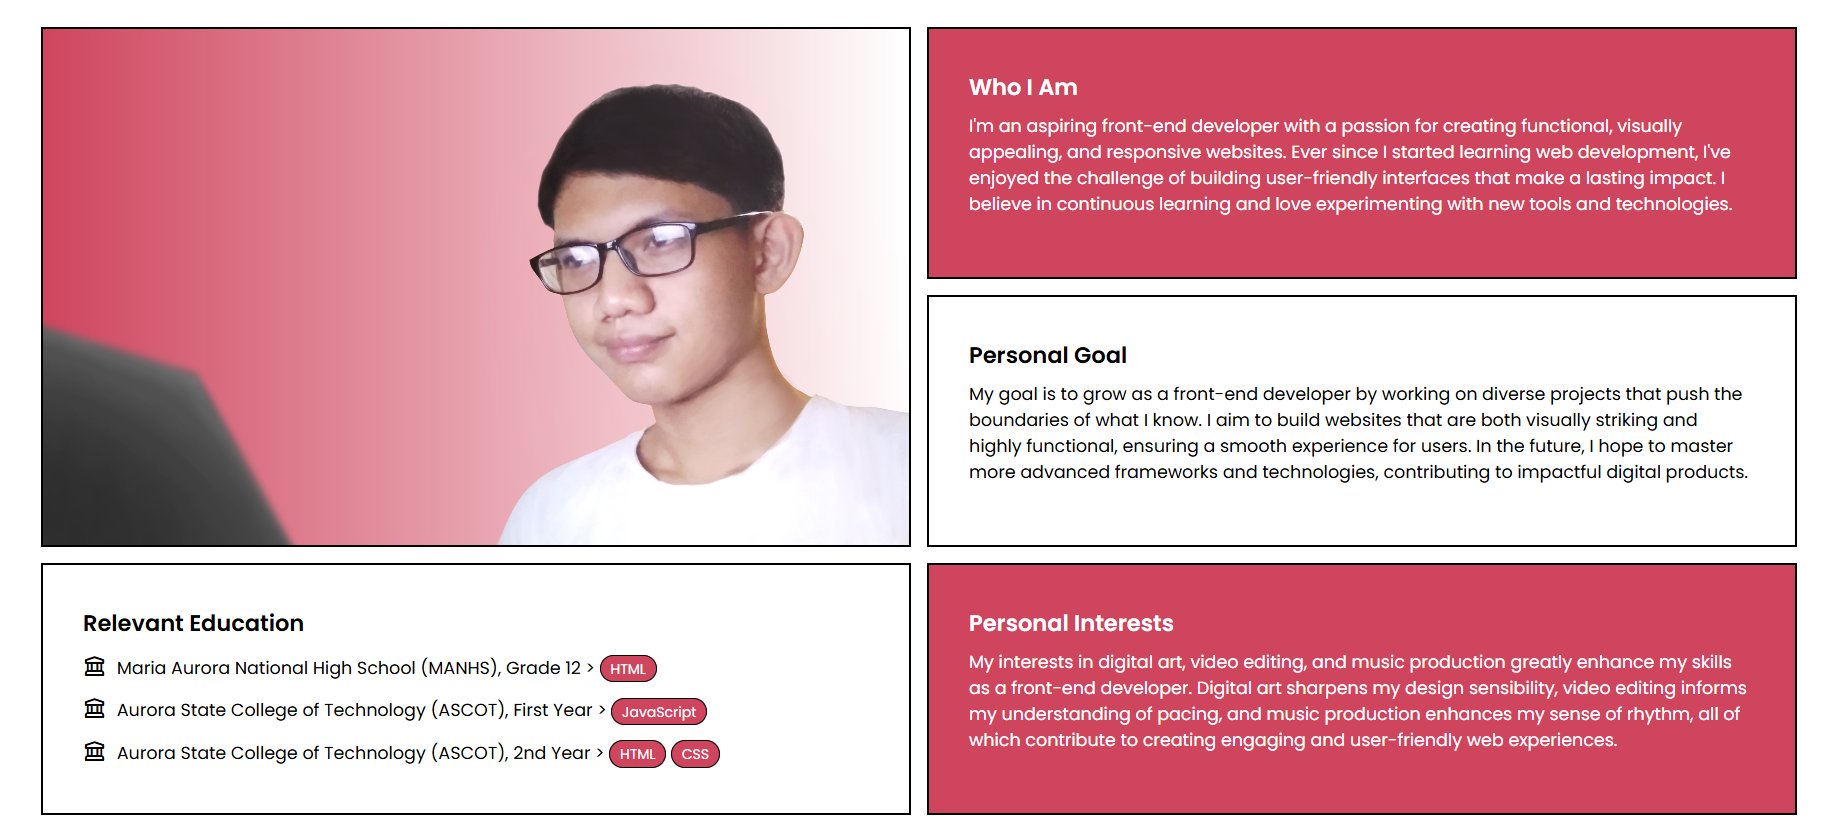 Who I Am
I'm an aspiring front-end developer with a passion for creating functional, visually
appealing, and responsive websites. Ever since I started learning web development, I've
enjoyed the challenge of building user-friendly interfaces that make a lasting impact. I
believe in continuous learning and love experimenting with new tools and technologies.
Personal Goal
My goal is to grow as a front-end developer by working on diverse projects that push the
boundaries of what I know. I aim to build websites that are both visually striking and
highly functional, ensuring a smooth experience for users. In the future, I hope to master
more advanced frameworks and technologies, contributing to impactful digital products.
Relevant Education
Maria Aurora National High School (MANHS), Grade 12 > HTML
Aurora State College of Technology (ASCOT), First Year > JavaScript
Aurora State College of Technology (ASCOT), 2nd Year > HTML CSS
Personal Interests
My interests in digital art, video editing, and music production greatly enhance my skills
as a front-end developer. Digital art sharpens my design sensibility, video editing informs
my understanding of pacing, and music production enhances my sense of rhythm, all of
which contribute to creating engaging and user-friendly web experiences.